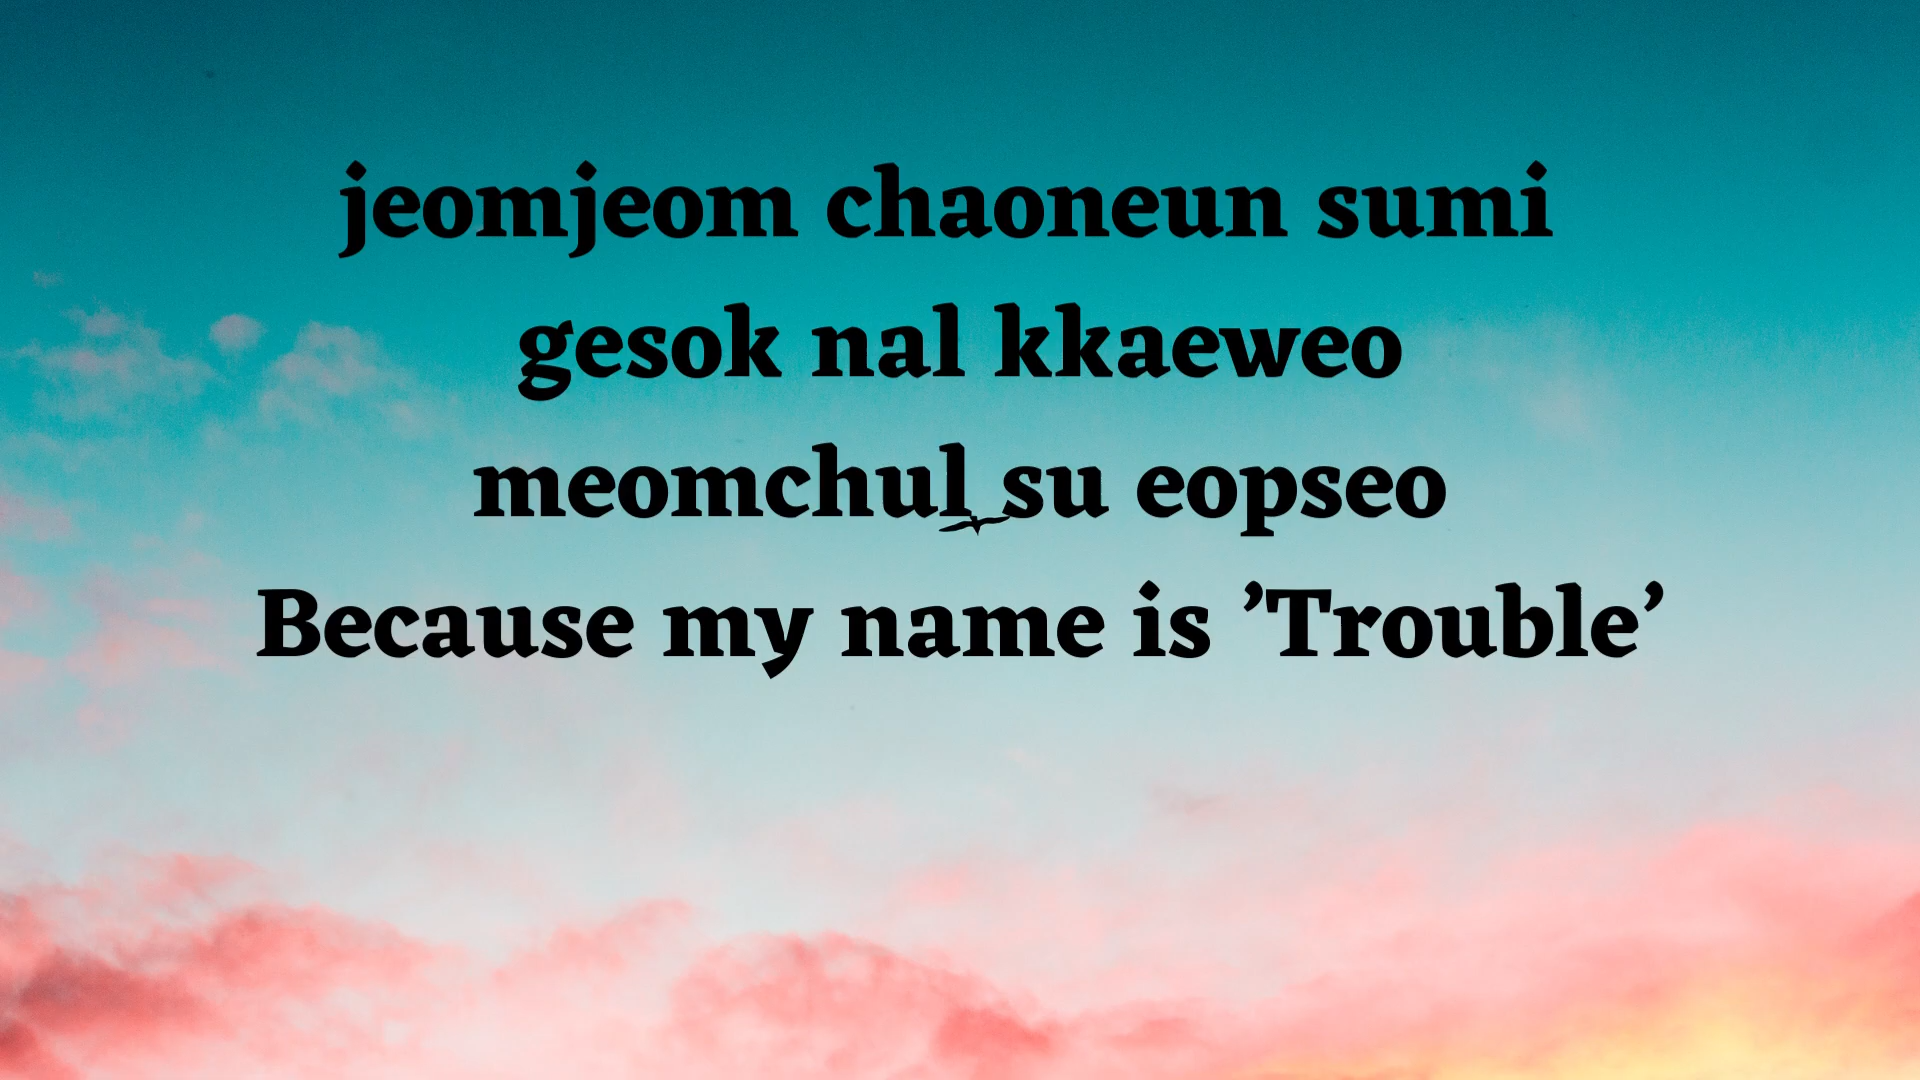 jeomjeom chaoneun sumi
gesok nal kkaeweo
meomchul su eopseo
Because my name is ’Trouble’